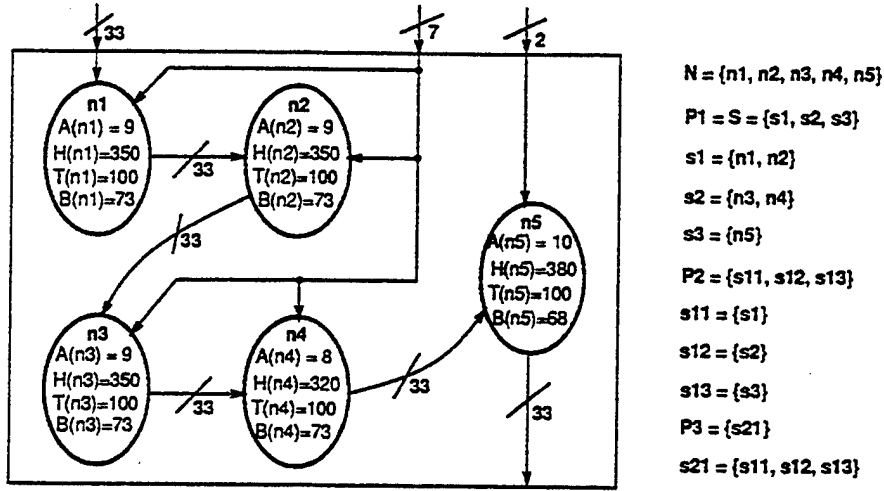 33
7
2
n1
A(n1) = 9
H(n1)=350
T(n1)=100
B(n1)=73
33
n2
A(n2) = 9
H(n2)=350
T(n2)=100
B(n2)=73
33
n5
A(n5) = 10
H(n5)=380
T(n5)=100
B(n5)=68
n3
A(n3) = 9
H(n3)=350
T(n3)=100
B(n3)=73
33
n4
A(n4) = 8
H(n4)=320
T(n4)=100
B(n4)=73
33
33
N = {n1, n2, n3, n4, n5}
P1 = S = {s1, s2, s3}
s1 = {n1, n2}
s2 = {n3, n4}
s3 = {n5}
P2 = {s11, s12, s13}
s11 = {s1}
s12 = {s2}
s13 = {s3}
P3 = {s21}
s21 = {s11, s12, s13}